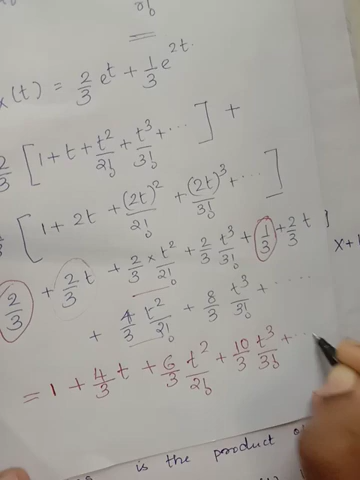 2!
x(t) = 2/3 e^t + 1/3 e^2t.
2/3 [ 1 + t + t^2/2! + t^3/3! + ... ] +
[ 1 + 2t + (2t)^2/2! + (2t)^3/3! + ... ]
2/3 + 2/3 t + 2/3 × t^2/2! + 2/3 t^3/3! + 1/3 + 2/3 t
+ 4/3 t^2/2! + 8/3 t^3/3! + .....
= 1 + 4/3 t + 6/3 t^2/2! + 10/3 t^3/3! + ...
is the product